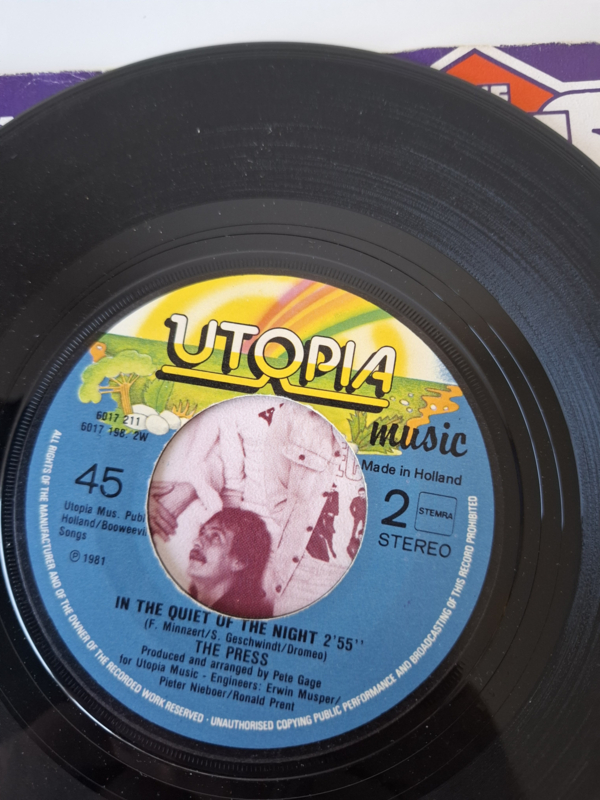 THE
UTOPIA
music
6017 211
6017 156. 2W
Made in Holland
45
2
STEMRA
STEREO
Utopia Mus. Publ
Holland/Booweevi
Songs
℗ 1981
IN THE QUIET OF THE NIGHT 2'55''
(F. Minnaert/S. Geschwindt/Dromeo)
THE PRESS
Produced and arranged by Pete Gage
for Utopia Music - Engineers: Erwin Musper/
Pieter Nieboer/Ronald Prent
ALL RIGHTS OF THE MANUFACTURER AND OF THE OWNER OF THE RECORDED WORK RESERVED · UNAUTHORISED COPYING PUBLIC PERFORMANCE AND BROADCASTING OF THIS RECORD PROHIBITED